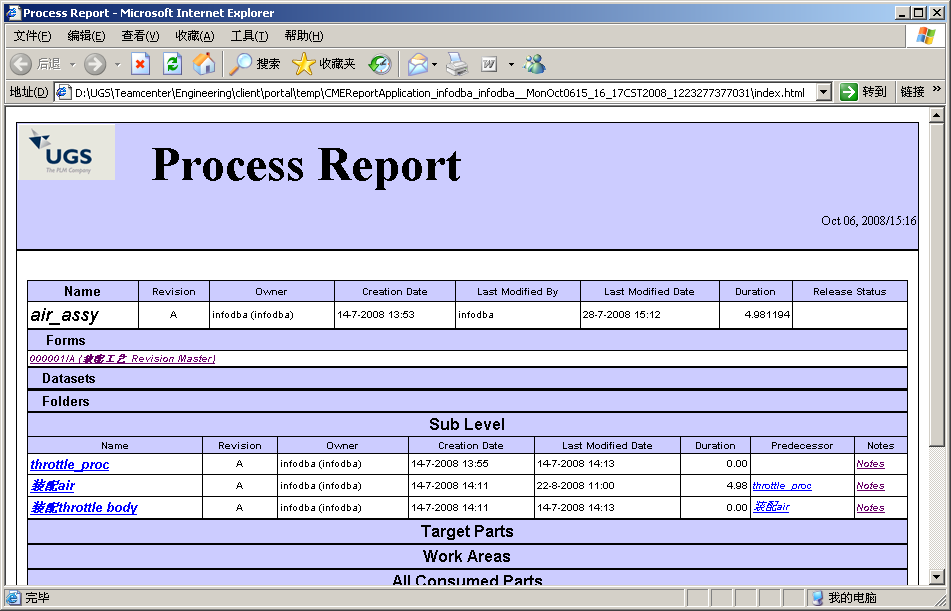 Process Report - Microsoft Internet Explorer
文件(F) 编辑(E) 查看(V) 收藏(A) 工具(T) 帮助(H)
后退 搜索 收藏夹
地址(D) D:\UGS\Teamcenter\Engineering\client\portal\temp\CMEReportApplication_infodba_infodba__MonOct0615_16_17CST2008_1223277377031\index.html 转到 链接 »
UGS
The PLM Company
Process Report
Oct 06, 2008/15:16
Name Revision Owner Creation Date Last Modified By Last Modified Date Duration Release Status
air_assy A infodba (infodba) 14-7-2008 13:53 infodba 28-7-2008 15:12 4.981194
Forms
000001/A (装配工艺 Revision Master)
Datasets
Folders
Sub Level
Name Revision Owner Creation Date Last Modified Date Duration Predecessor Notes
throttle_proc A infodba (infodba) 14-7-2008 13:55 14-7-2008 14:13 0.00 Notes
装配air A infodba (infodba) 14-7-2008 14:11 22-8-2008 11:00 4.98 throttle_proc Notes
装配throttle body A infodba (infodba) 14-7-2008 14:11 14-7-2008 14:13 0.00 装配air Notes
Target Parts
Work Areas
All Consumed Parts
完毕 我的电脑